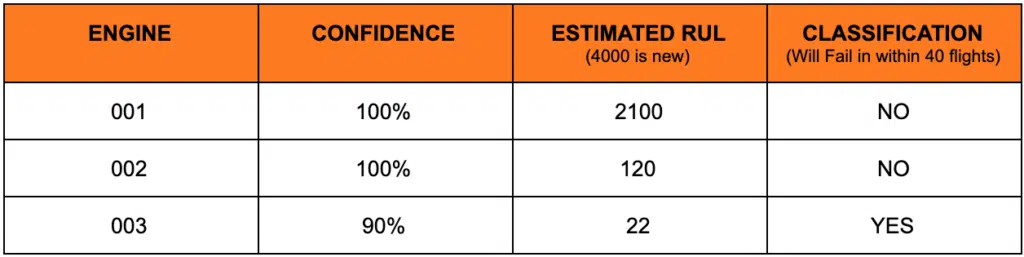 ENGINE CONFIDENCE ESTIMATED RUL CLASSIFICATION
(4000 is new) (Will Fail in within 40 flights)
001 100% 2100 NO
002 100% 120 NO
003 90% 22 YES